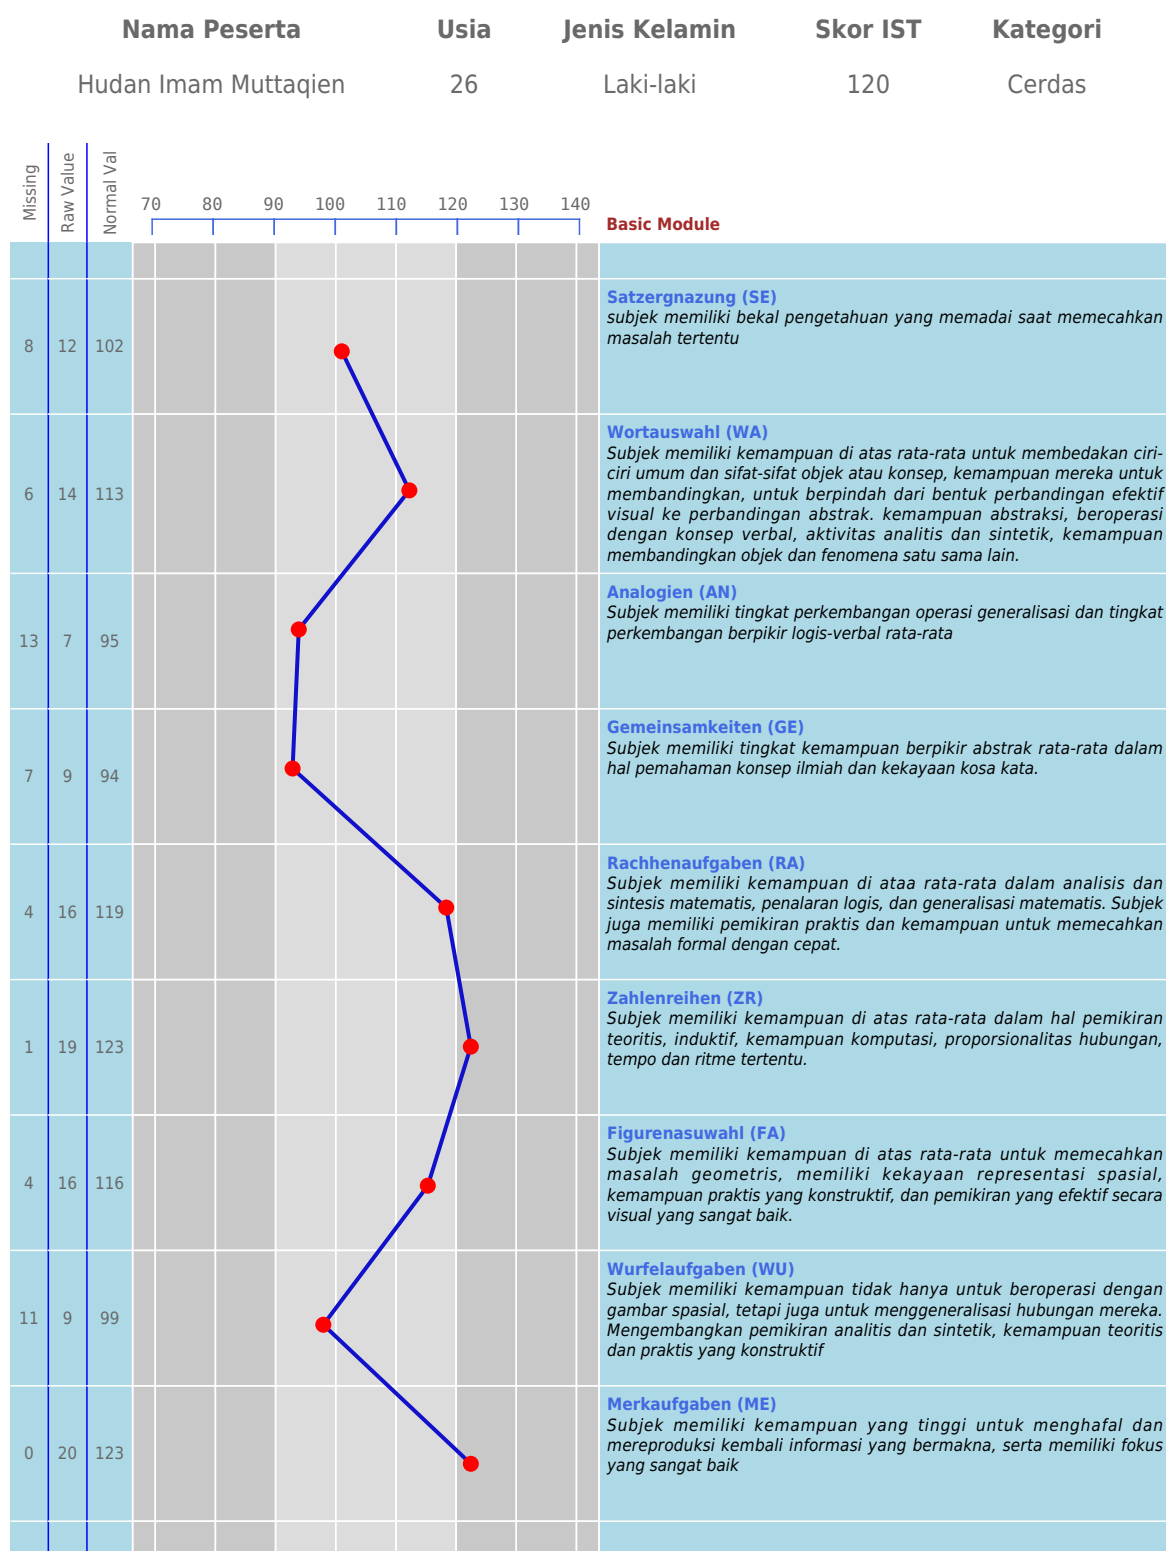 Nama Peserta Usia Jenis Kelamin Skor IST Kategori
Hudan Imam Muttaqien 26 Laki-laki 120 Cerdas
Missing Raw Value Normal Val
70 80 90 100 110 120 130 140
Basic Module
Satzergnazung (SE)
subjek memiliki bekal pengetahuan yang memadai saat memecahkan
masalah tertentu
8 12 102
Wortauswahl (WA)
Subjek memiliki kemampuan di atas rata-rata untuk membedakan ciri-
ciri umum dan sifat-sifat objek atau konsep, kemampuan mereka untuk
membandingkan, untuk berpindah dari bentuk perbandingan efektif
visual ke perbandingan abstrak. kemampuan abstraksi, beroperasi
dengan konsep verbal, aktivitas analitis dan sintetik, kemampuan
membandingkan objek dan fenomena satu sama lain.
6 14 113
Analogien (AN)
Subjek memiliki tingkat perkembangan operasi generalisasi dan tingkat
perkembangan berpikir logis-verbal rata-rata
13 7 95
Gemeinsamkeiten (GE)
Subjek memiliki tingkat kemampuan berpikir abstrak rata-rata dalam
hal pemahaman konsep ilmiah dan kekayaan kosa kata.
7 9 94
Rachhenaufgaben (RA)
Subjek memiliki kemampuan di ataa rata-rata dalam analisis dan
sintesis matematis, penalaran logis, dan generalisasi matematis. Subjek
juga memiliki pemikiran praktis dan kemampuan untuk memecahkan
masalah formal dengan cepat.
4 16 119
Zahlenreihen (ZR)
Subjek memiliki kemampuan di atas rata-rata dalam hal pemikiran
teoritis, induktif, kemampuan komputasi, proporsionalitas hubungan,
tempo dan ritme tertentu.
1 19 123
Figurenasuwahl (FA)
Subjek memiliki kemampuan di atas rata-rata untuk memecahkan
masalah geometris, memiliki kekayaan representasi spasial,
kemampuan praktis yang konstruktif, dan pemikiran yang efektif secara
visual yang sangat baik.
4 16 116
Wurfelaufgaben (WU)
Subjek memiliki kemampuan tidak hanya untuk beroperasi dengan
gambar spasial, tetapi juga untuk menggeneralisasi hubungan mereka.
Mengembangkan pemikiran analitis dan sintetik, kemampuan teoritis
dan praktis yang konstruktif
11 9 99
Merkaufgaben (ME)
Subjek memiliki kemampuan yang tinggi untuk menghafal dan
mereproduksi kembali informasi yang bermakna, serta memiliki fokus
yang sangat baik
0 20 123